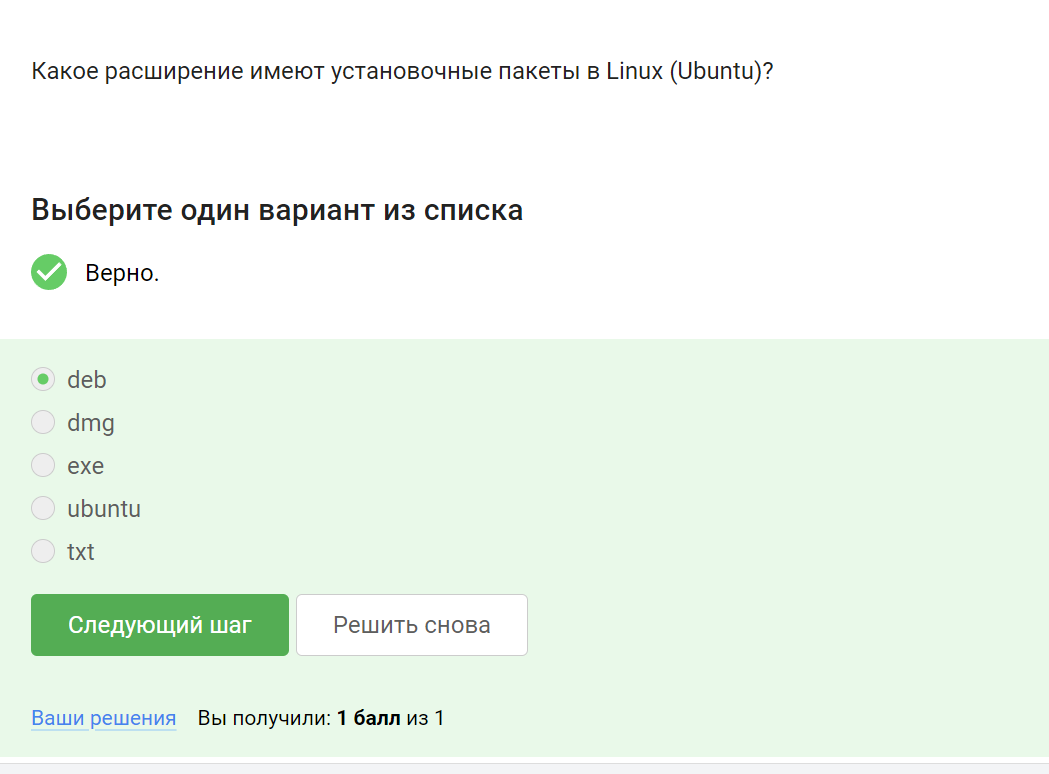 Какое расширение имеют установочные пакеты в Linux (Ubuntu)?
Выберите один вариант из списка
Верно.
deb
dmg
exe
ubuntu
txt
Следующий шаг
Решить снова
Ваши решения Вы получили: 1 балл из 1